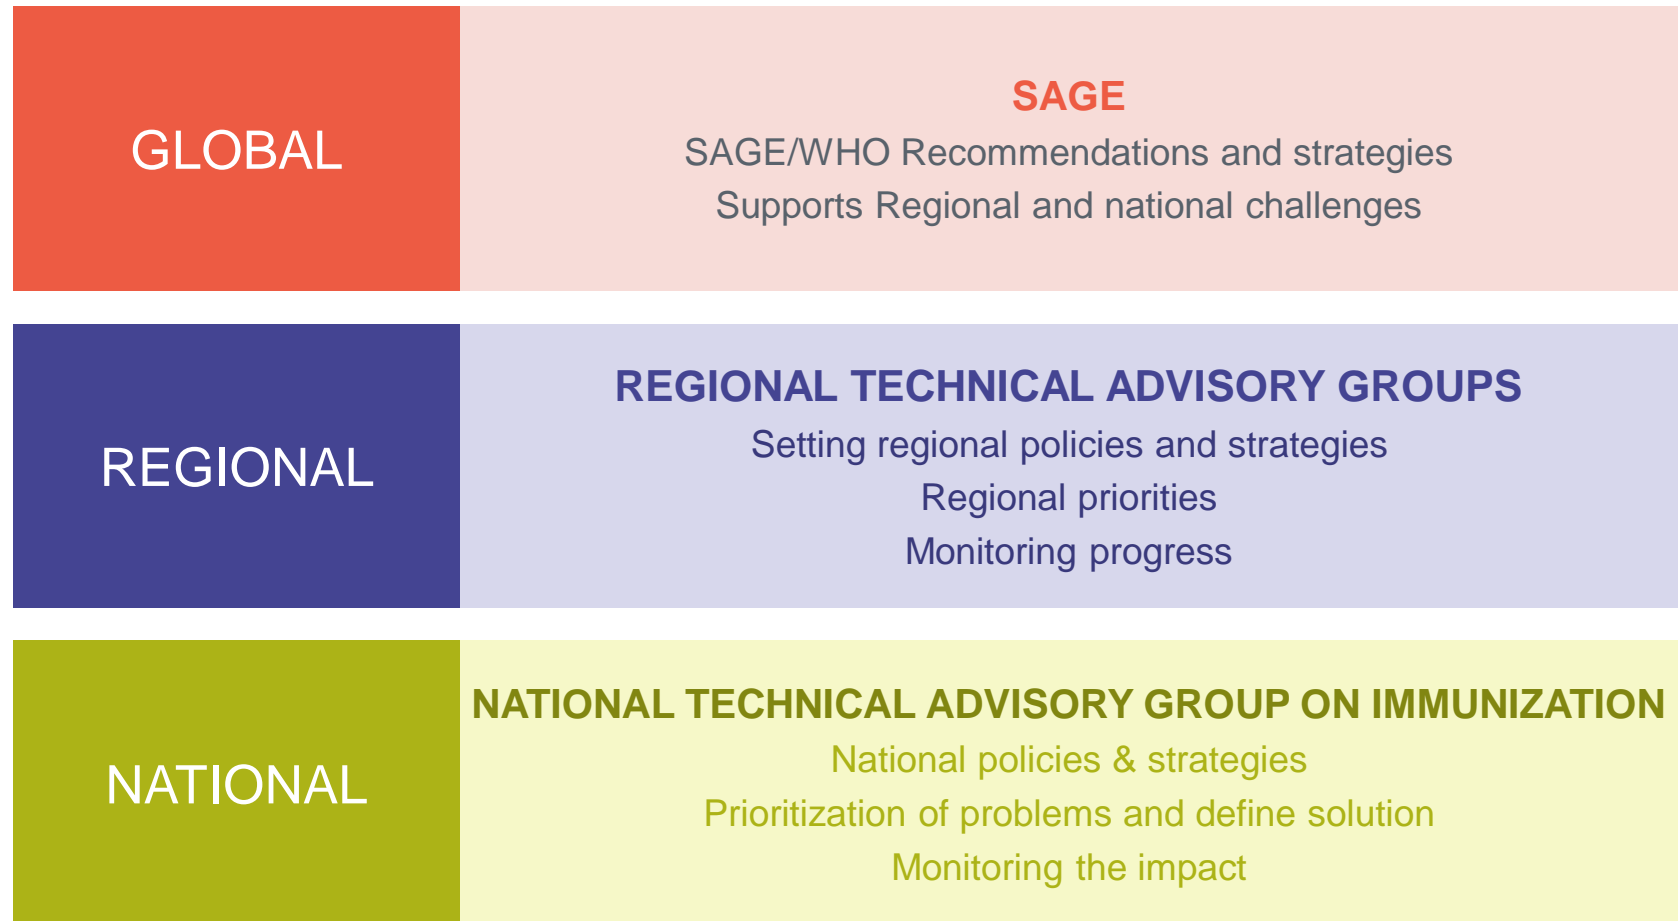 GLOBAL
SAGE
SAGE/WHO Recommendations and strategies
Supports Regional and national challenges
REGIONAL
REGIONAL TECHNICAL ADVISORY GROUPS
Setting regional policies and strategies
Regional priorities
Monitoring progress
NATIONAL
NATIONAL TECHNICAL ADVISORY GROUP ON IMMUNIZATION
National policies & strategies
Prioritization of problems and define solution
Monitoring the impact